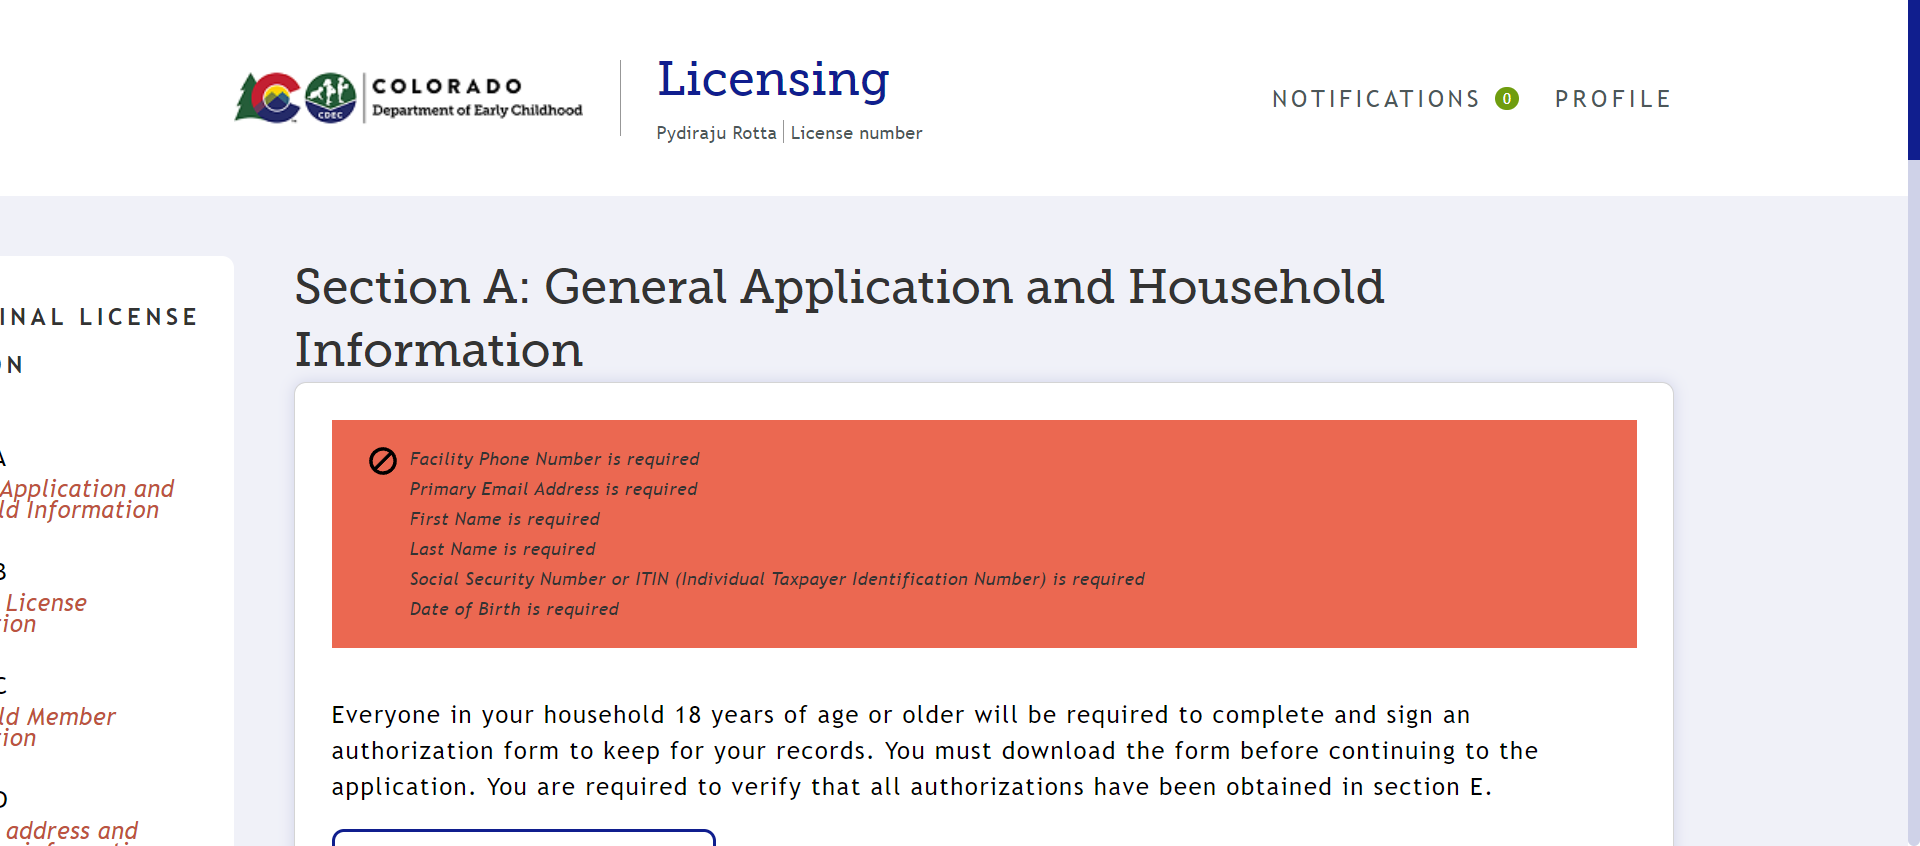 COLORADO
Department of Early Childhood
CDEC
Licensing
Pydiraju Rotta License number
NOTIFICATIONS 0 PROFILE
INAL LICENSE
ON
A
Application and
ld Information
B
License
tion
C
ld Member
tion
D
address and
Section A: General Application and Household
Information
Facility Phone Number is required
Primary Email Address is required
First Name is required
Last Name is required
Social Security Number or ITIN (Individual Taxpayer Identification Number) is required
Date of Birth is required
Everyone in your household 18 years of age or older will be required to complete and sign an
authorization form to keep for your records. You must download the form before continuing to the
application. You are required to verify that all authorizations have been obtained in section E.